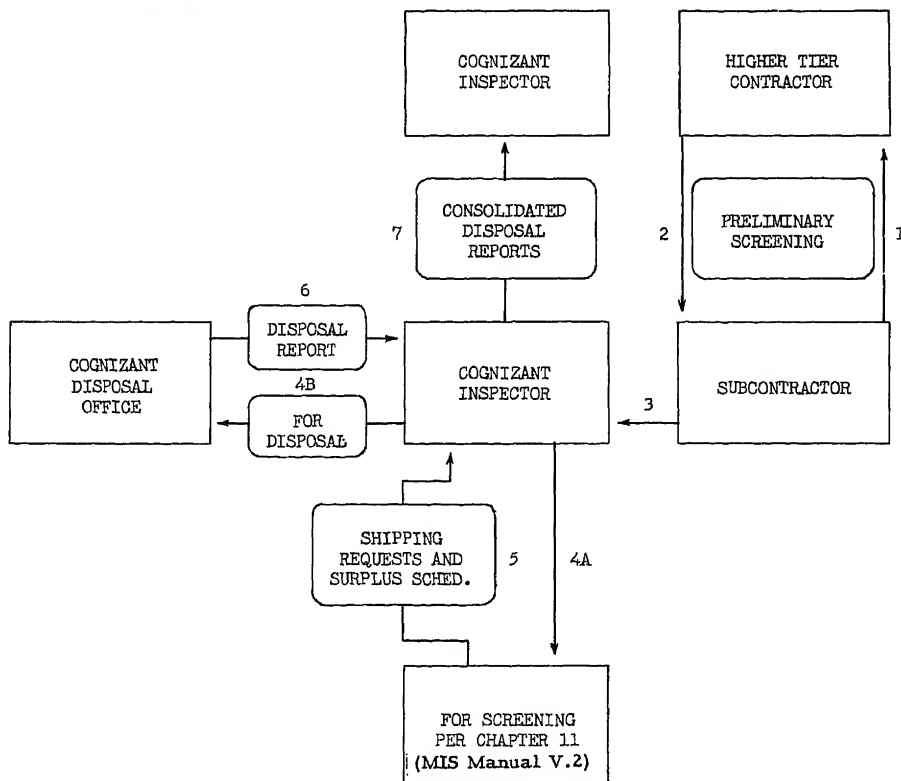 COGNIZANT
INSPECTOR
HIGHER TIER
CONTRACTOR
7
CONSOLIDATED
DISPOSAL
REPORTS
2
PRELIMINARY
SCREENING
1
6
DISPOSAL
REPORT
COGNIZANT
DISPOSAL
OFFICE
4B
FOR
DISPOSAL
COGNIZANT
INSPECTOR
3
SUBCONTRACTOR
SHIPPING
REQUESTS AND
SURPLUS SCHED.
5
4A
FOR SCREENING
PER CHAPTER 11
(MIS Manual V.2)